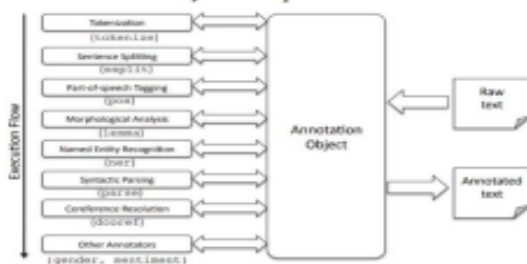 Execution Flow
Tokenization
(tokenize)
Sentence Splitting
(ssplit)
Part-of-speech Tagging
(pos)
Morphological Analysis
(lemma)
Named Entity Recognition
(ner)
Syntactic Parsing
(parse)
Coreference Resolution
(dcoref)
Other Annotators
(gender, sentiment)
Annotation
Object
Raw
text
Annotated
text